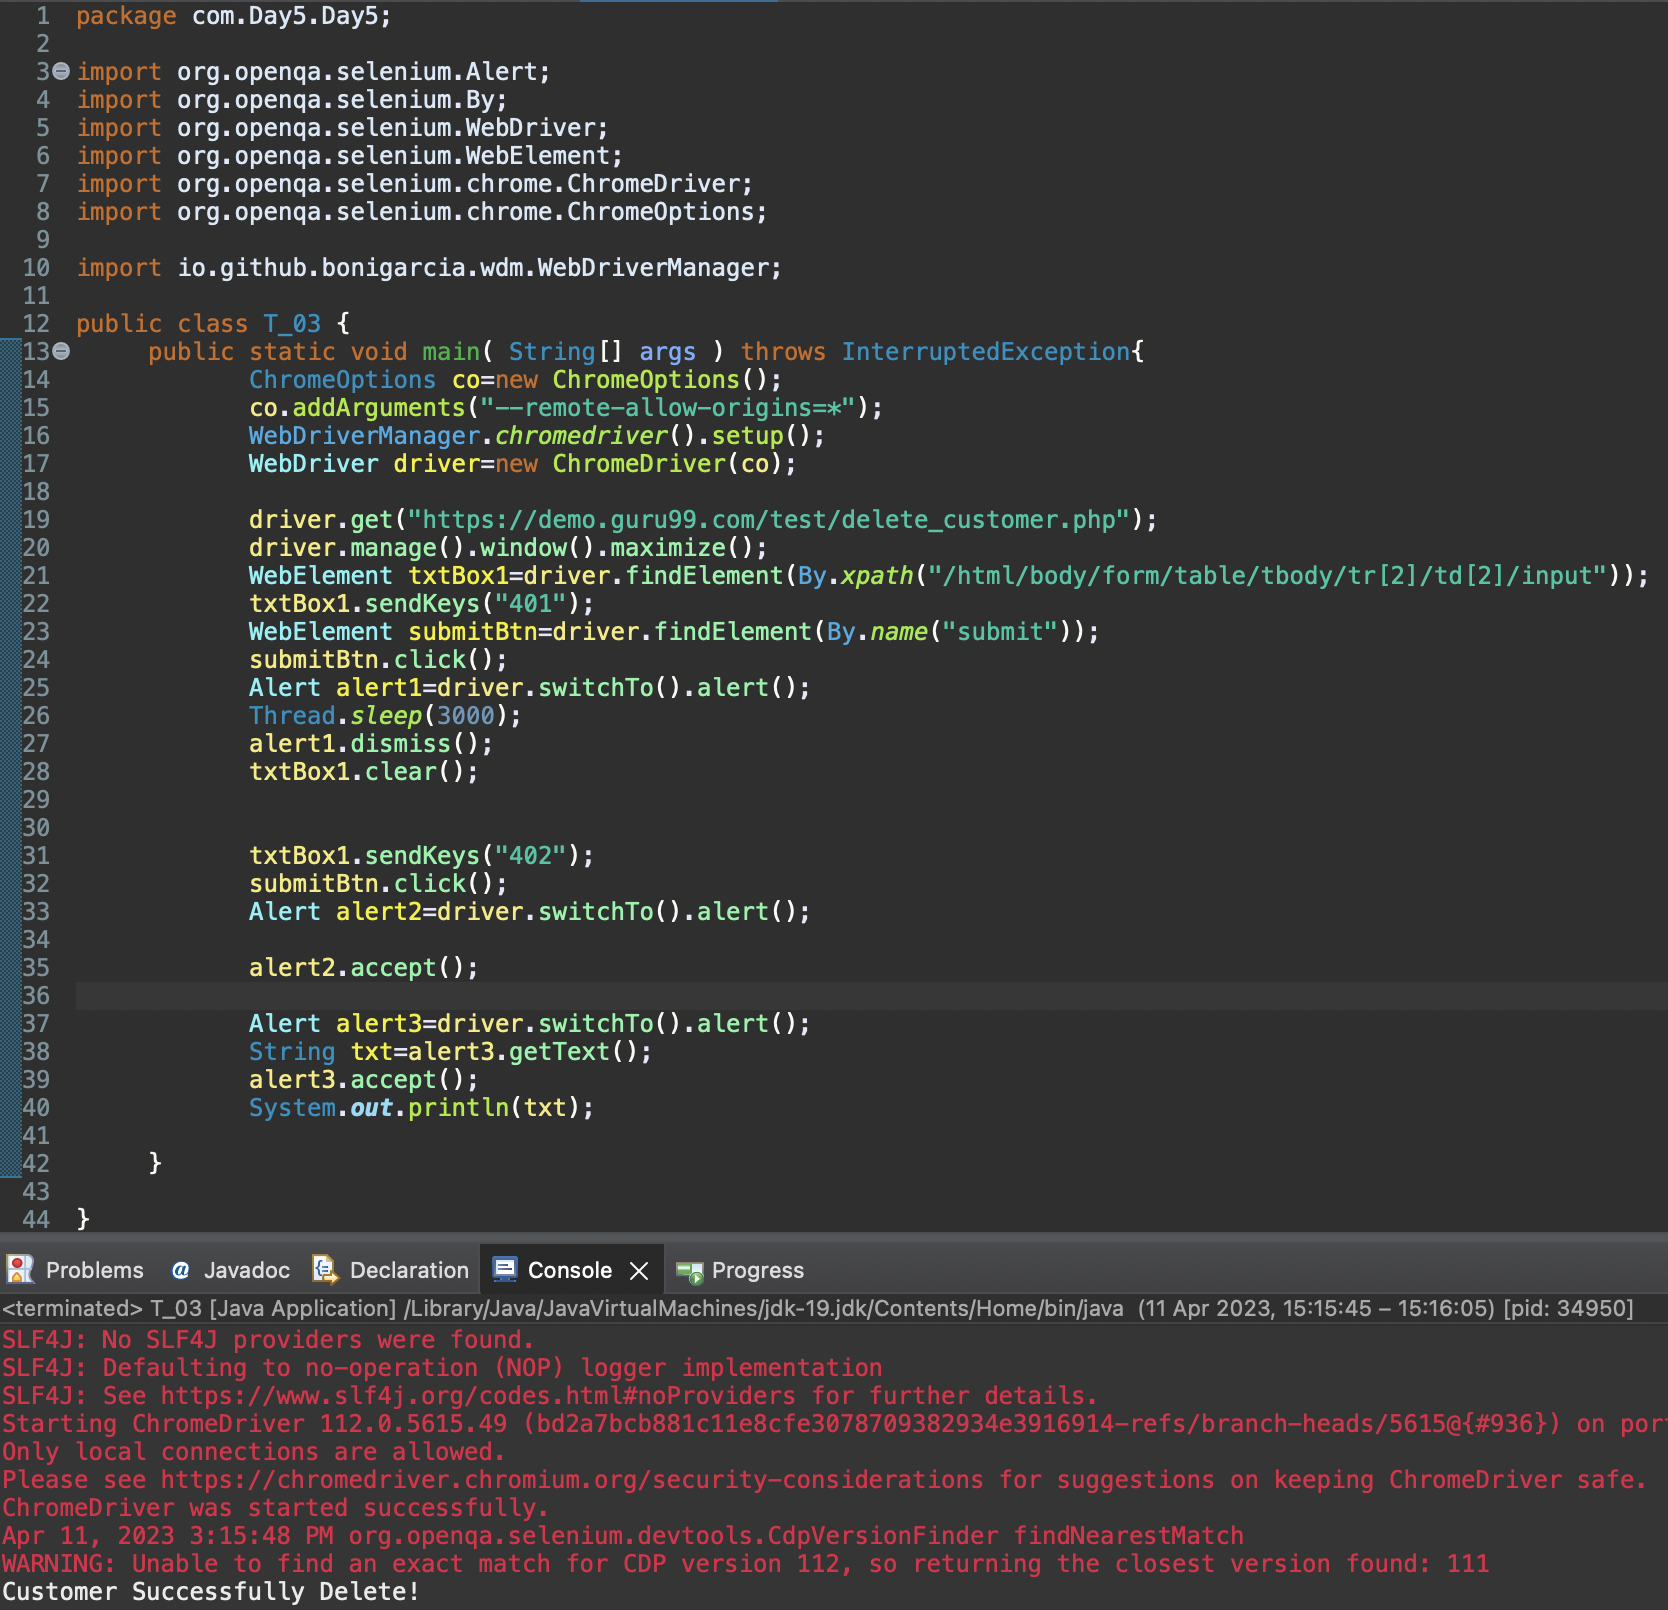 1 package com.Day5.Day5;
2
3 import org.openqa.selenium.Alert;
4 import org.openqa.selenium.By;
5 import org.openqa.selenium.WebDriver;
6 import org.openqa.selenium.WebElement;
7 import org.openqa.selenium.chrome.ChromeDriver;
8 import org.openqa.selenium.chrome.ChromeOptions;
9
10 import io.github.bonigarcia.wdm.WebDriverManager;
11
12 public class T_03 {
13 public static void main( String[] args ) throws InterruptedException{
14 ChromeOptions co=new ChromeOptions();
15 co.addArguments("--remote-allow-origins=*");
16 WebDriverManager.chromedriver().setup();
17 WebDriver driver=new ChromeDriver(co);
18
19 driver.get("https://demo.guru99.com/test/delete_customer.php");
20 driver.manage().window().maximize();
21 WebElement txtBox1=driver.findElement(By.xpath("/html/body/form/table/tbody/tr[2]/td[2]/input"));
22 txtBox1.sendKeys("401");
23 WebElement submitBtn=driver.findElement(By.name("submit"));
24 submitBtn.click();
25 Alert alert1=driver.switchTo().alert();
26 Thread.sleep(3000);
27 alert1.dismiss();
28 txtBox1.clear();
29
30
31 txtBox1.sendKeys("402");
32 submitBtn.click();
33 Alert alert2=driver.switchTo().alert();
34
35 alert2.accept();
36
37 Alert alert3=driver.switchTo().alert();
38 String txt=alert3.getText();
39 alert3.accept();
40 System.out.println(txt);
41
42 }
43
44 }
Problems @ Javadoc Declaration Console Progress
<terminated> T_03 [Java Application] /Library/Java/JavaVirtualMachines/jdk-19.jdk/Contents/Home/bin/java (11 Apr 2023, 15:15:45 – 15:16:05) [pid: 34950]
SLF4J: No SLF4J providers were found.
SLF4J: Defaulting to no-operation (NOP) logger implementation
SLF4J: See https://www.slf4j.org/codes.html#noProviders for further details.
Starting ChromeDriver 112.0.5615.49 (bd2a7bcb881c11e8cfe3078709382934e3916914-refs/branch-heads/5615@{#936}) on por
Only local connections are allowed.
Please see https://chromedriver.chromium.org/security-considerations for suggestions on keeping ChromeDriver safe.
ChromeDriver was started successfully.
Apr 11, 2023 3:15:48 PM org.openqa.selenium.devtools.CdpVersionFinder findNearestMatch
WARNING: Unable to find an exact match for CDP version 112, so returning the closest version found: 111
Customer Successfully Delete!